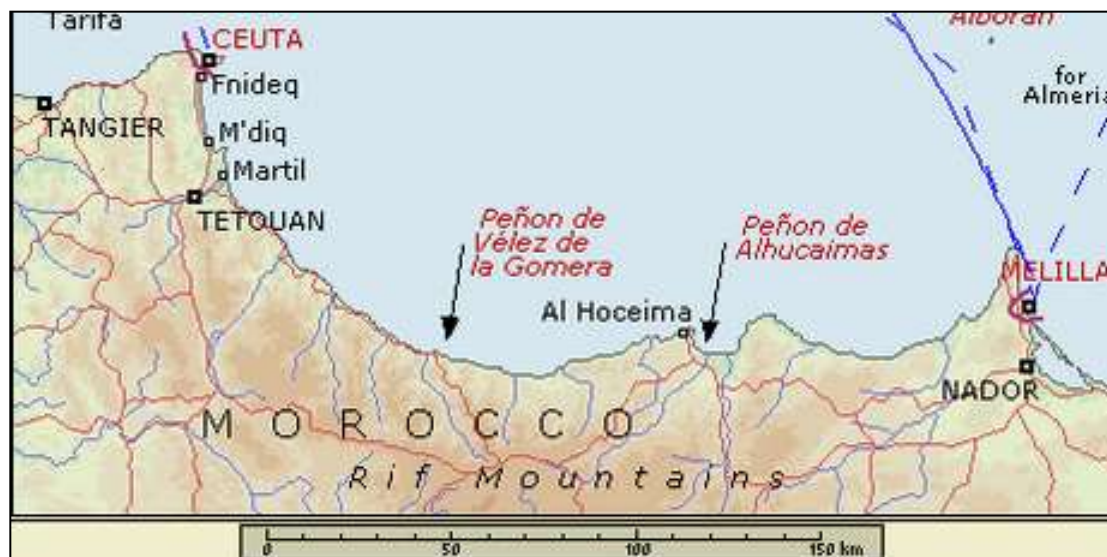 Tarifa
CEUTA
Fnideq
TANGIER
M'diq
Martil
TETOUAN
Alboran
for
Almeria
Peñon de
Vélez de
la Gomera
Peñon de
Alhucaimas
Al Hoceima
MELILLA
NADOR
MOROCCO
Rif Mountains
0 50 100 150 km